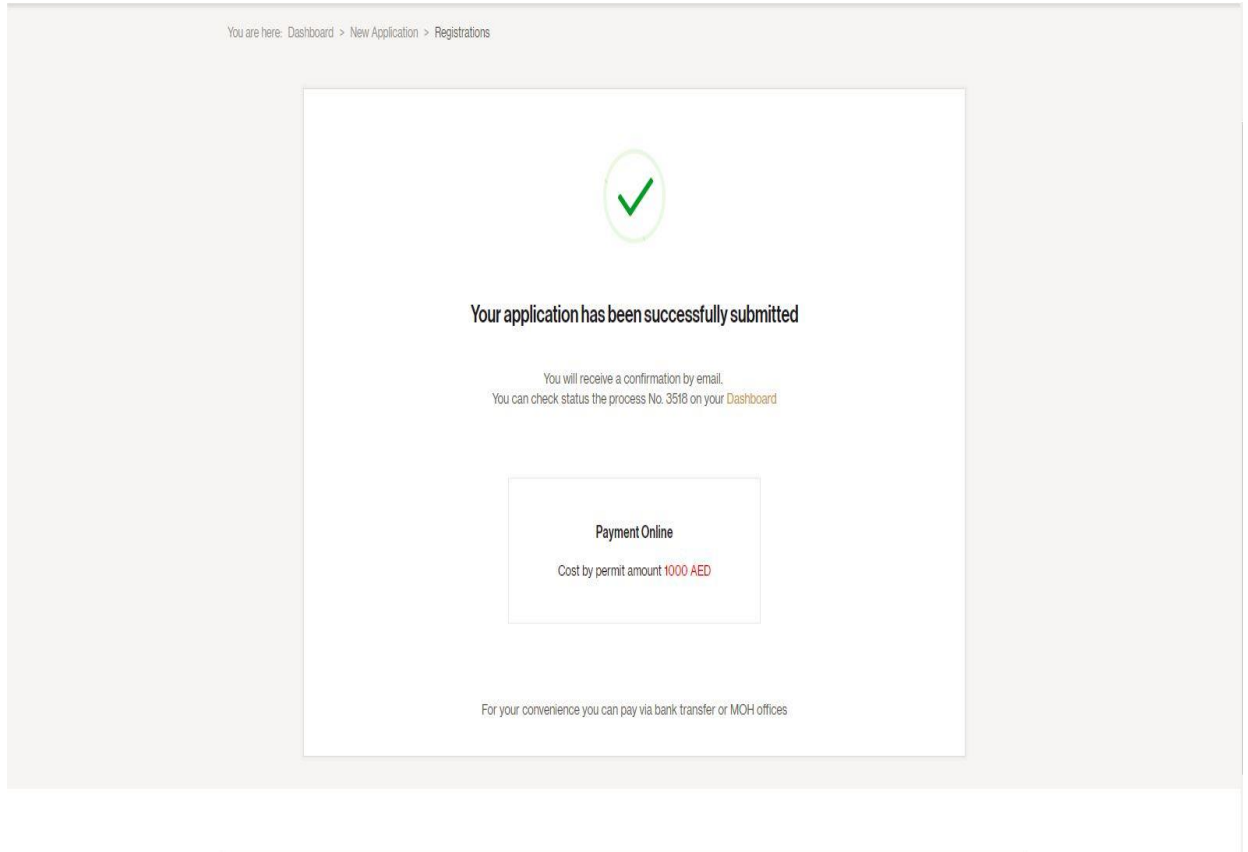 You are here: Dashboard > New Application > Registrations
Your application has been successfully submitted
You will receive a confirmation by email,
You can check status the process No. 3518 on your Dashboard
Payment Online
Cost by permit amount 1000 AED
For your convenience you can pay via bank transfer or MOH offices